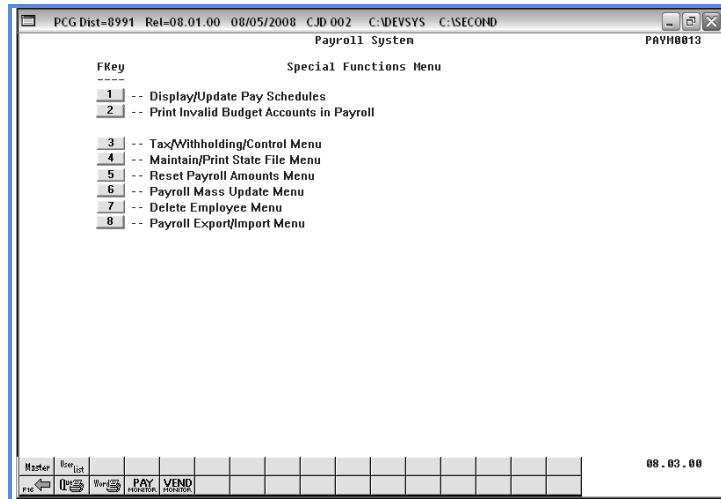 PCG Dist=8991 Rel=08.01.00 08/05/2008 CJD 002 C:\DEVSYS C:\SECOND
Payroll System PAYM0013
FKey Special Functions Menu
----
1 -- Display/Update Pay Schedules
2 -- Print Invalid Budget Accounts in Payroll
3 -- Tax/Withholding/Control Menu
4 -- Maintain/Print State File Menu
5 -- Reset Payroll Amounts Menu
6 -- Payroll Mass Update Menu
7 -- Delete Employee Menu
8 -- Payroll Export/Import Menu
Master User List 08.03.00
F16 Que Word PAY MONITOR VEND MONITOR